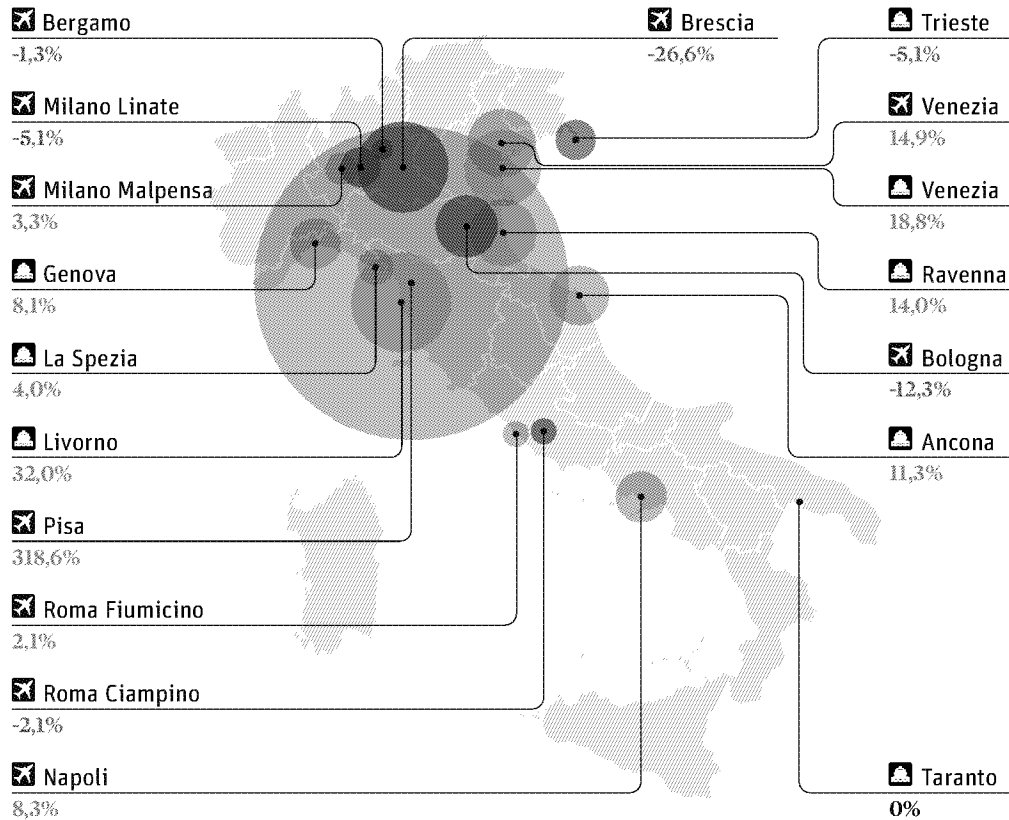 Bergamo
-1,3%
Milano Linate
-5,1%
Milano Malpensa
3,3%
Genova
8,1%
La Spezia
4,0%
Livorno
32,0%
Pisa
318,6%
Roma Fiumicino
2,1%
Roma Ciampino
-2,1%
Napoli
8,3%
Brescia
-26,6%
Trieste
-5,1%
Venezia
14,9%
Venezia
18,8%
Ravenna
14,0%
Bologna
-12,3%
Ancona
11,3%
Taranto
0%